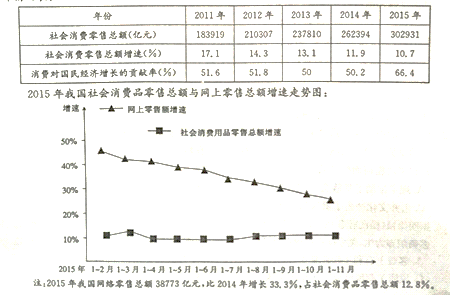 年份 2011年 2012年 2013年 2014年 2015年
社会消费零售总额(亿元) 183919 210307 237810 262394 302931
社会消费零售总额增速(%) 17.1 14.3 13.1 11.9 10.7
消费对国民经济增长的贡献率(%) 51.6 51.8 50 50.2 66.4
2015年我国社会消费品零售总额与网上零售总额增速走势图:
增速
网上零售额增速
社会消费用品零售总额增速
50%
40%
30%
20%
10%
2015年 1-2月 1-3月 1-4月 1-5月 1-6月 1-7月 1-8月 1-9月 1-10月 1-11月
注:2015年我国网络零售总额38773亿元,比2014年增长33.3%,占社会消费品零售总额12.8%。